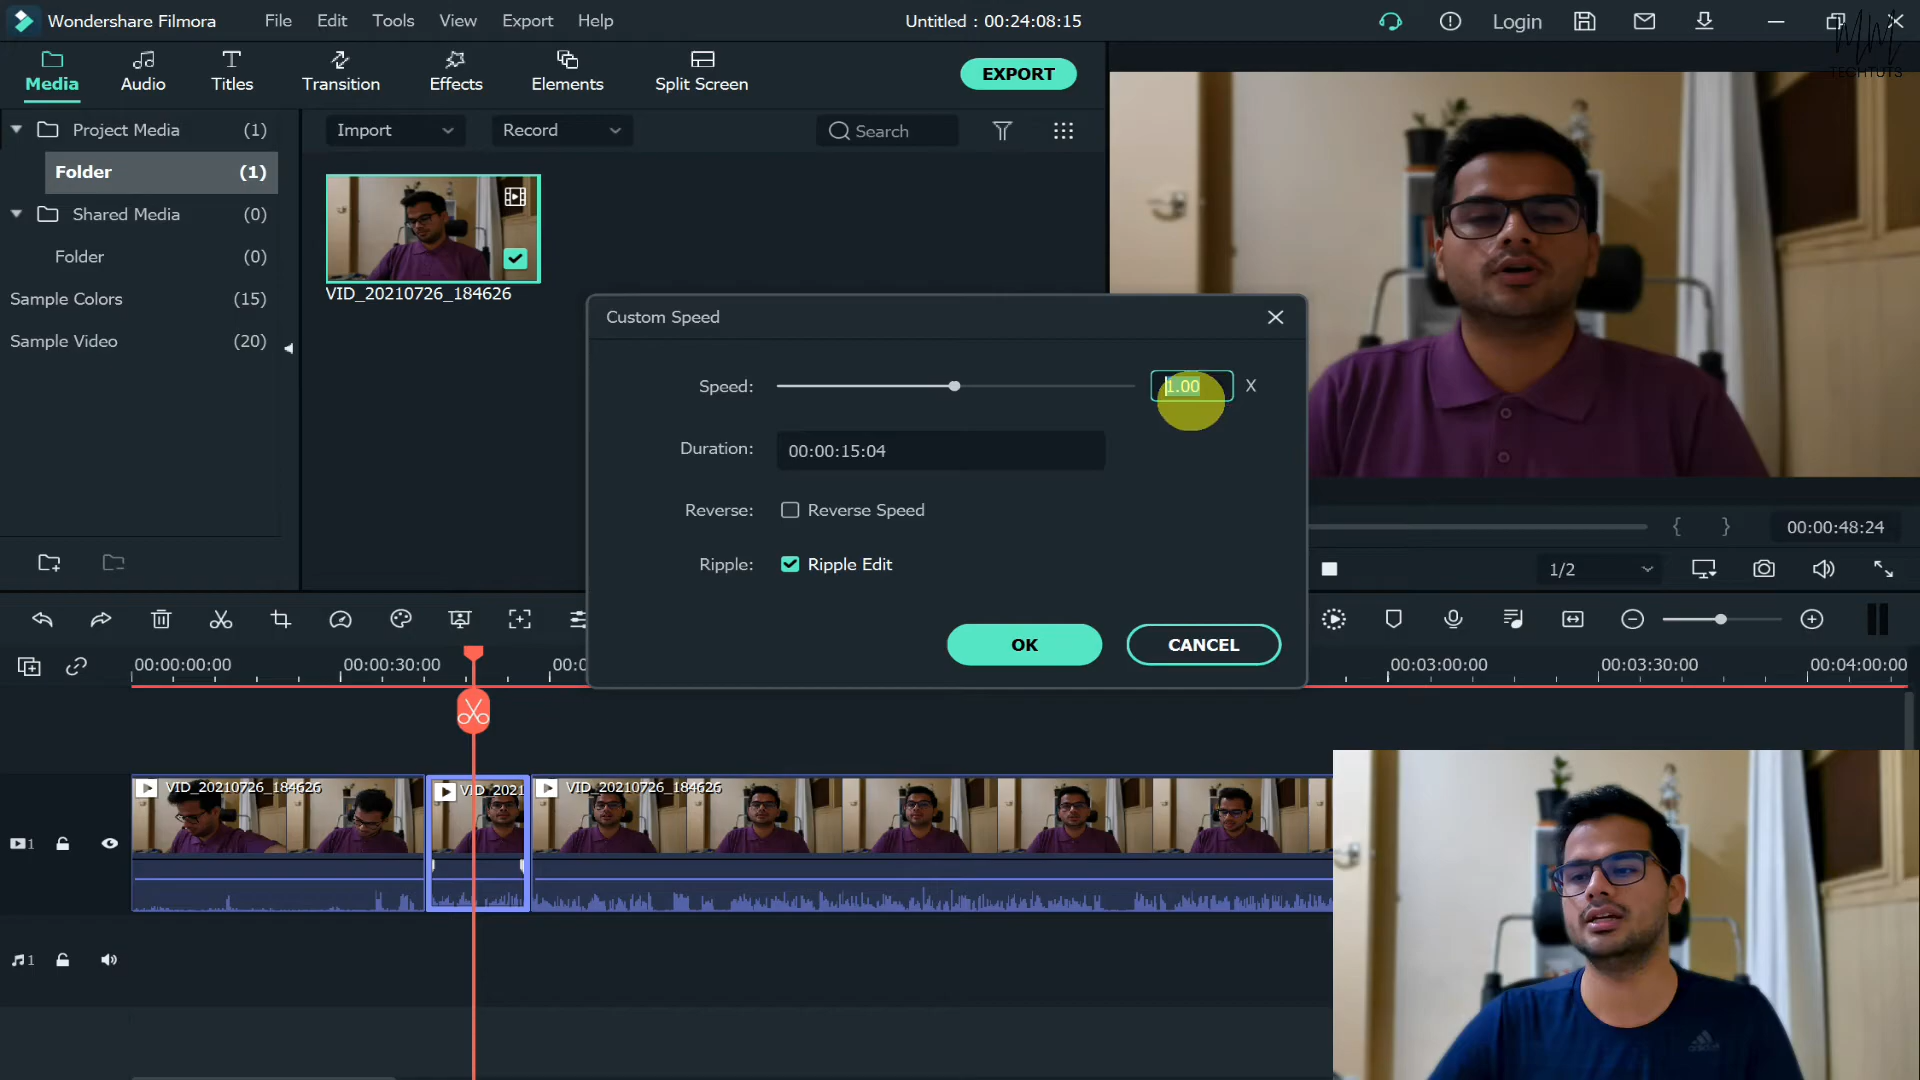 Wondershare Filmora File Edit Tools View Export Help Untitled : 00:24:08:15 Login
Media Audio Titles Transition Effects Elements Split Screen EXPORT
MM
TECHTUTS
Project Media (1) Import Record Search
Folder (1)
Shared Media (0)
Folder (0)
Sample Colors (15)
Sample Video (20)
VID_20210726_184626
Custom Speed
Speed: 1.00 X
Duration: 00:00:15:04
Reverse: Reverse Speed
Ripple: Ripple Edit
OK CANCEL
{ } 00:00:48:24
1/2
00:00:00:00 00:00:30:00 00:0 00:03:00:00 00:03:30:00 00:04:00:00
VID_20210726_184626 VID_2021 VID_20210726_184626
1
1